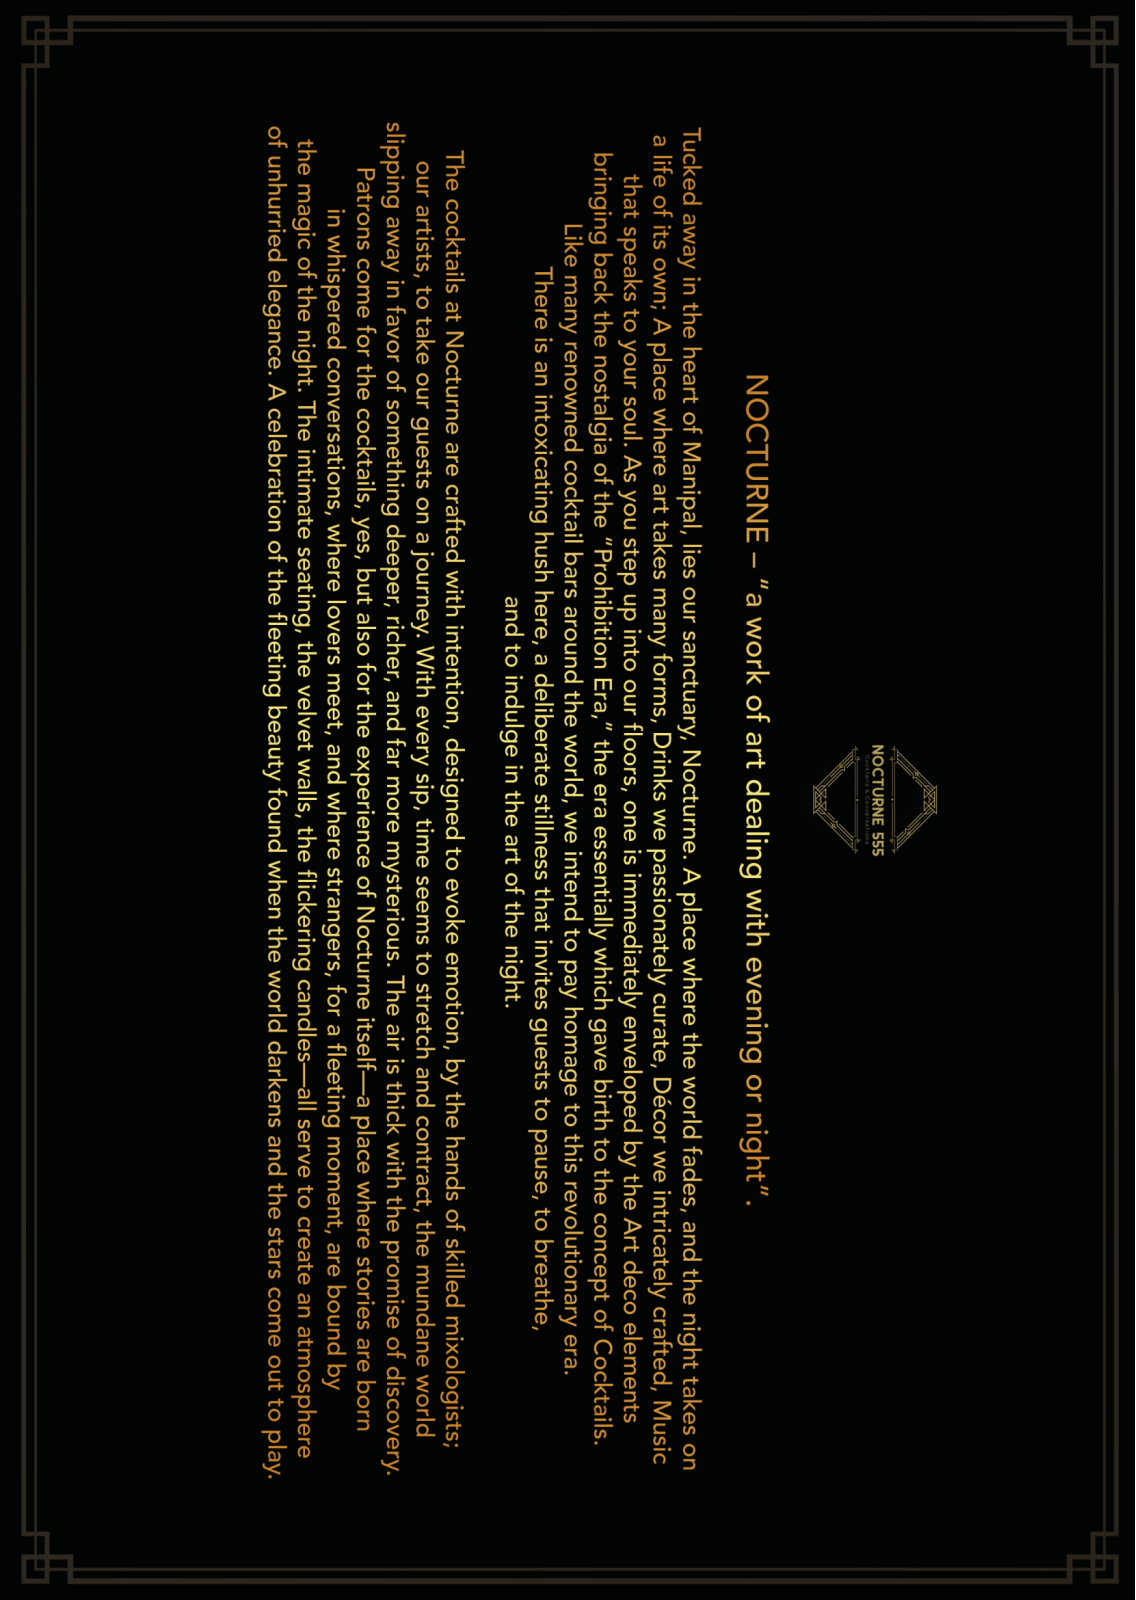 NOCTURNE 555
Cocktails & Conversations
NOCTURNE – “a work of art dealing with evening or night”.
Tucked away in the heart of Manipal, lies our sanctuary, Nocturne. A place where the world fades, and the night takes on
a life of its own; A place where art takes many forms, Drinks we passionately curate, Décor we intricately crafted, Music
that speaks to your soul. As you step up into our floors, one is immediately enveloped by the Art deco elements
bringing back the nostalgia of the “Prohibition Era,” the era essentially which gave birth to the concept of Cocktails.
Like many renowned cocktail bars around the world, we intend to pay homage to this revolutionary era.
There is an intoxicating hush here, a deliberate stillness that invites guests to pause, to breathe,
and to indulge in the art of the night.
The cocktails at Nocturne are crafted with intention, designed to evoke emotion, by the hands of skilled mixologists;
our artists, to take our guests on a journey. With every sip, time seems to stretch and contract, the mundane world
slipping away in favor of something deeper, richer, and far more mysterious. The air is thick with the promise of discovery.
Patrons come for the cocktails, yes, but also for the experience of Nocturne itself—a place where stories are born
in whispered conversations, where lovers meet, and where strangers, for a fleeting moment, are bound by
the magic of the night. The intimate seating, the velvet walls, the flickering candles—all serve to create an atmosphere
of unhurried elegance. A celebration of the fleeting beauty found when the world darkens and the stars come out to play.